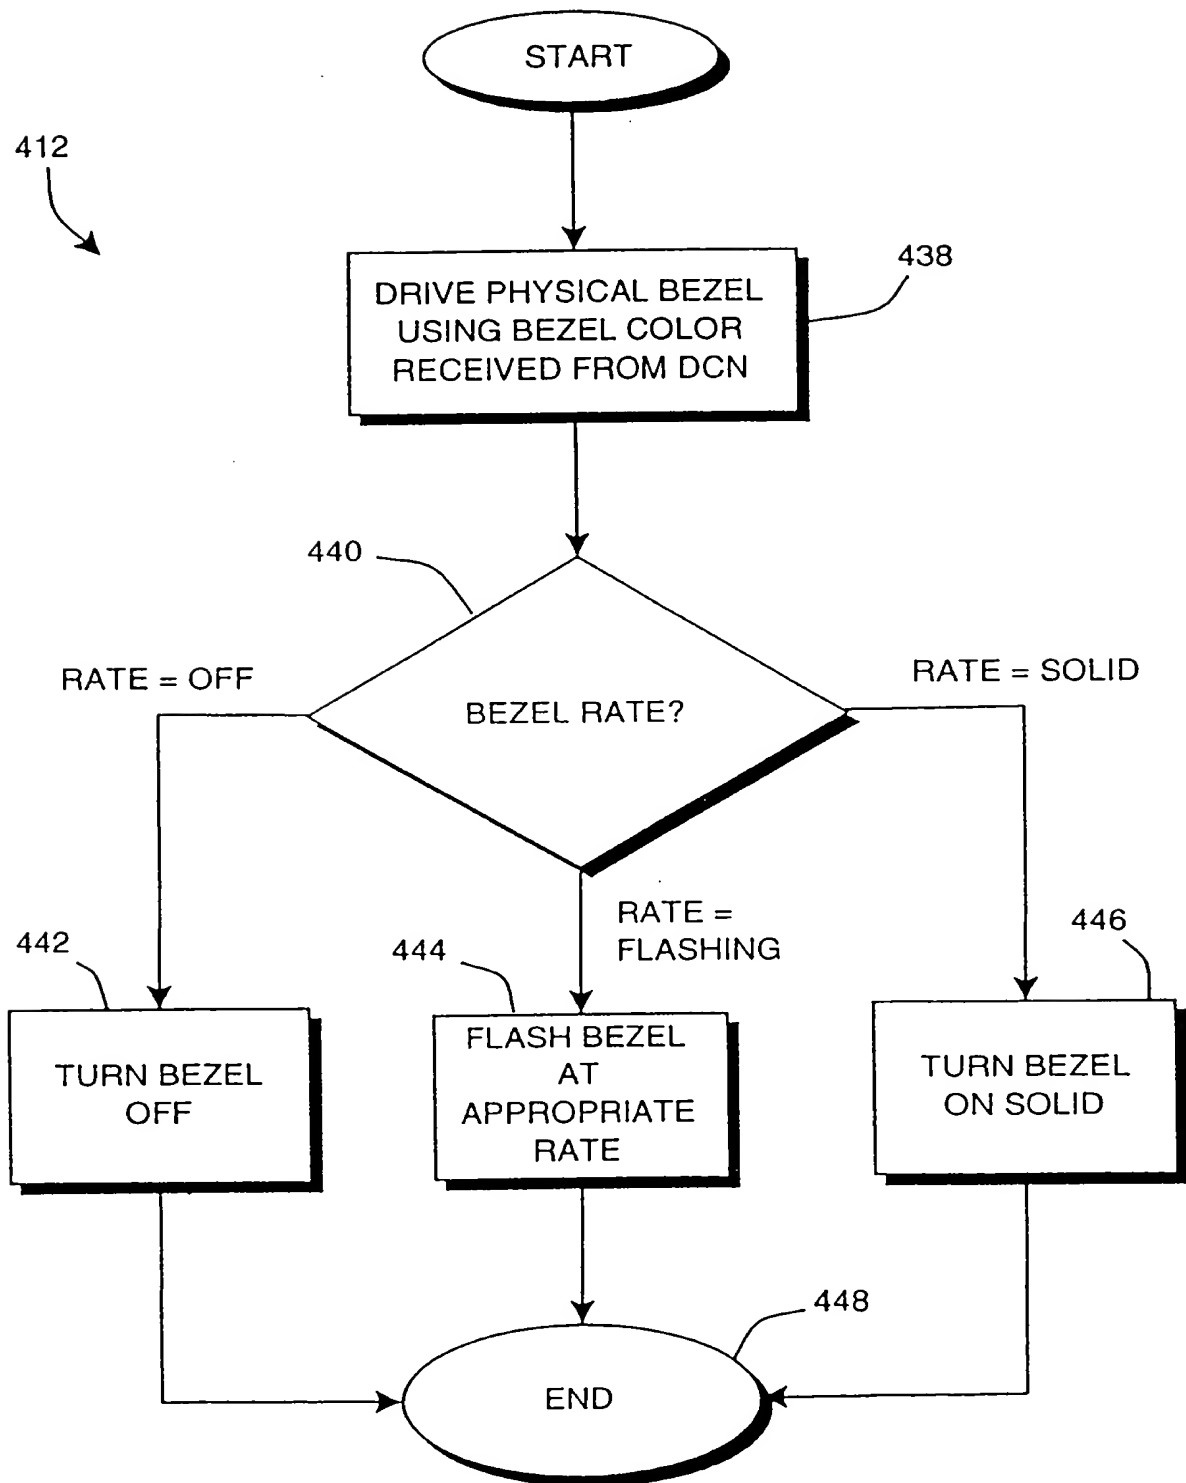 START
412
438
DRIVE PHYSICAL BEZEL
USING BEZEL COLOR
RECEIVED FROM DCN
440
RATE = OFF
BEZEL RATE?
RATE = SOLID
RATE =
FLASHING
442
TURN BEZEL
OFF
444
FLASH BEZEL
AT
APPROPRIATE
RATE
446
TURN BEZEL
ON SOLID
448
END